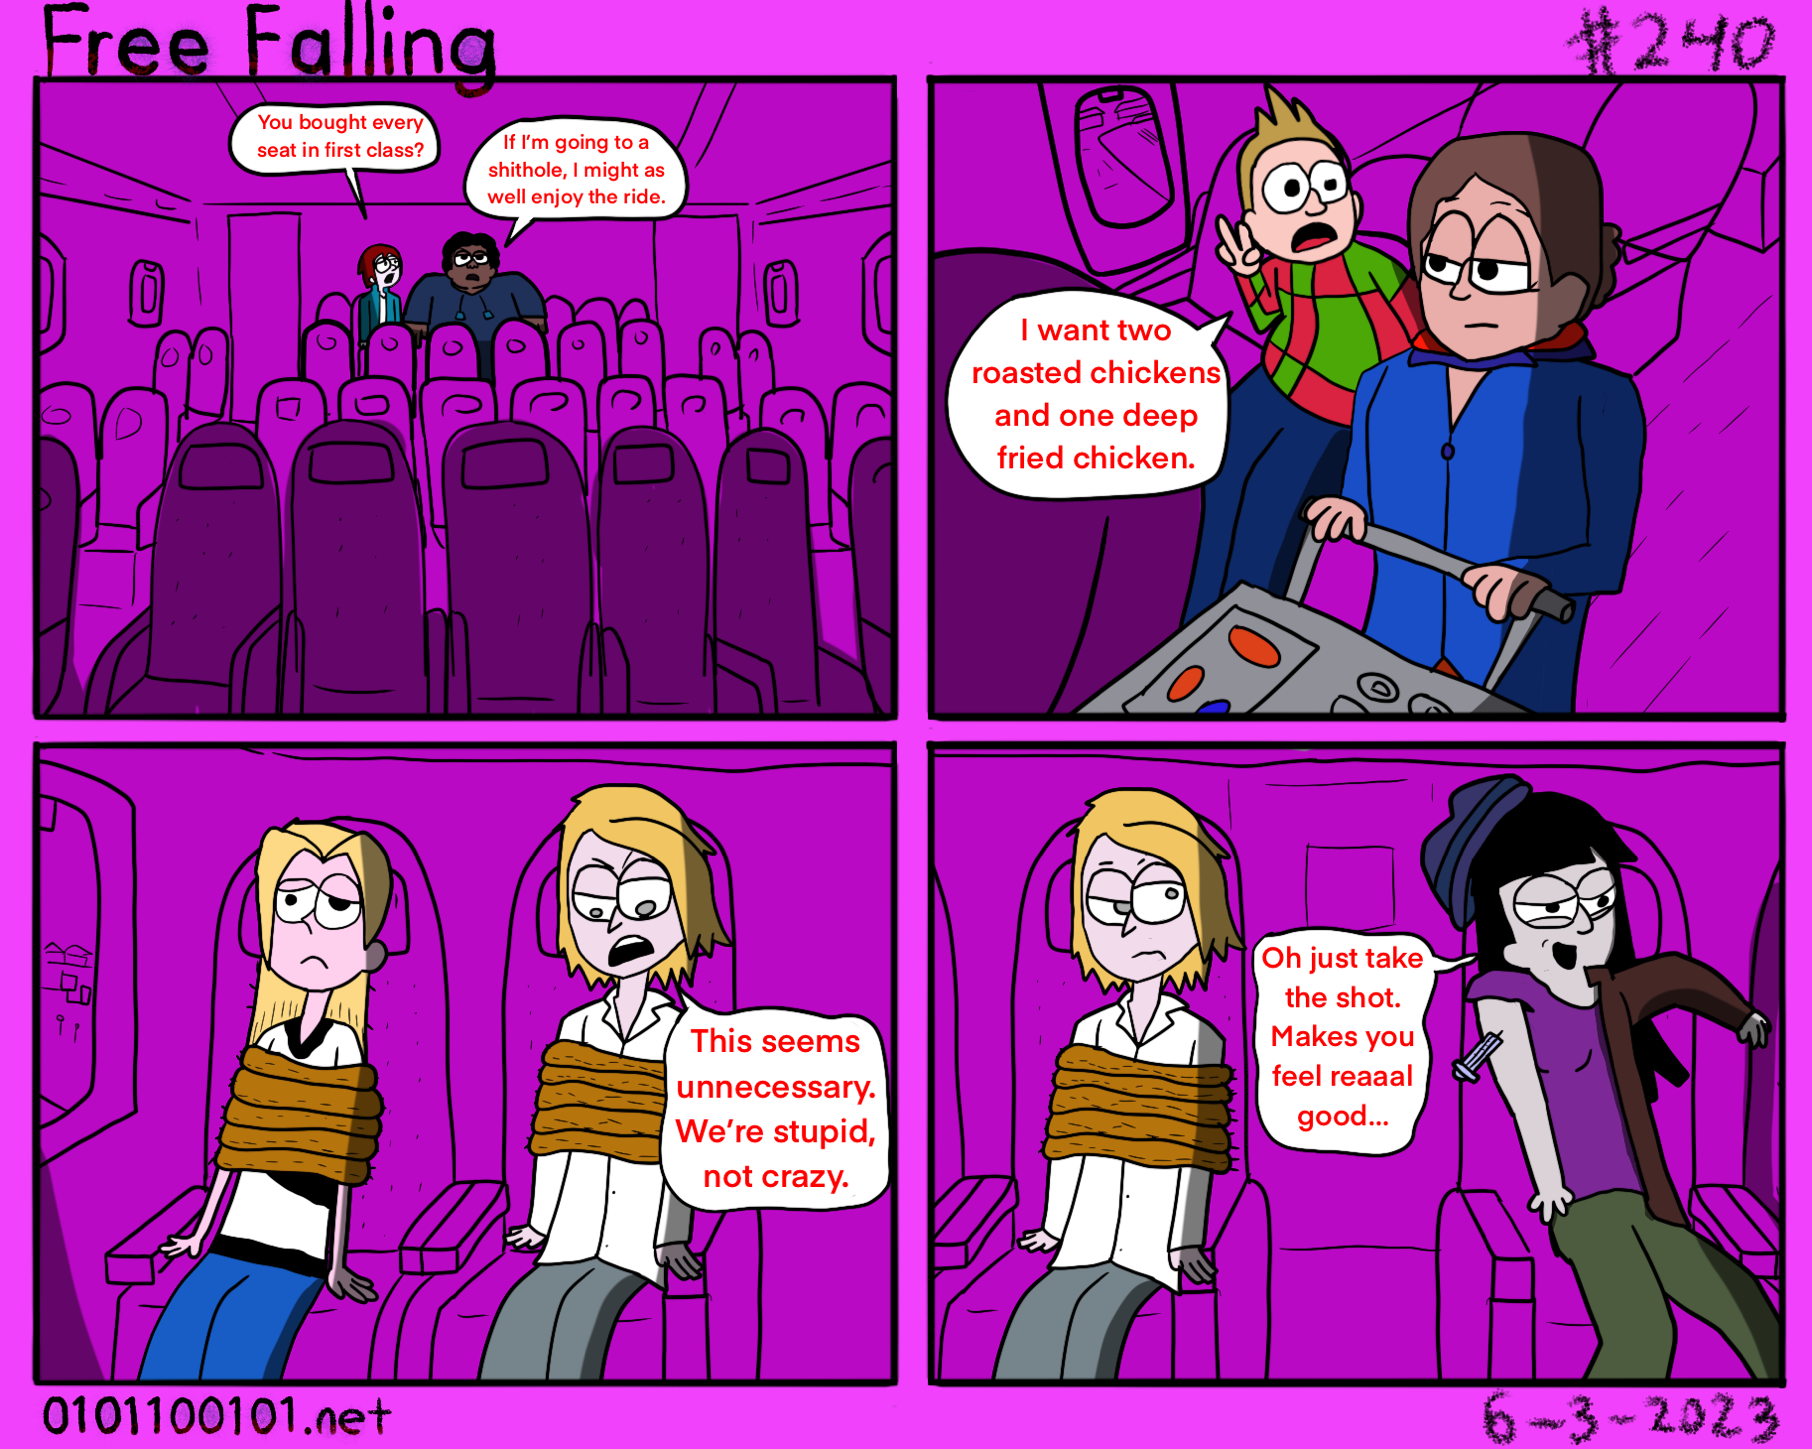 Free Falling
#240
You bought every
seat in first class?
If I'm going to a
shithole, I might as
well enjoy the ride.
I want two
roasted chickens
and one deep
fried chicken.
This seems
unnecessary.
We're stupid,
not crazy.
Oh just take
the shot.
Makes you
feel reaaal
good...
0101100101.net
6-3-2023